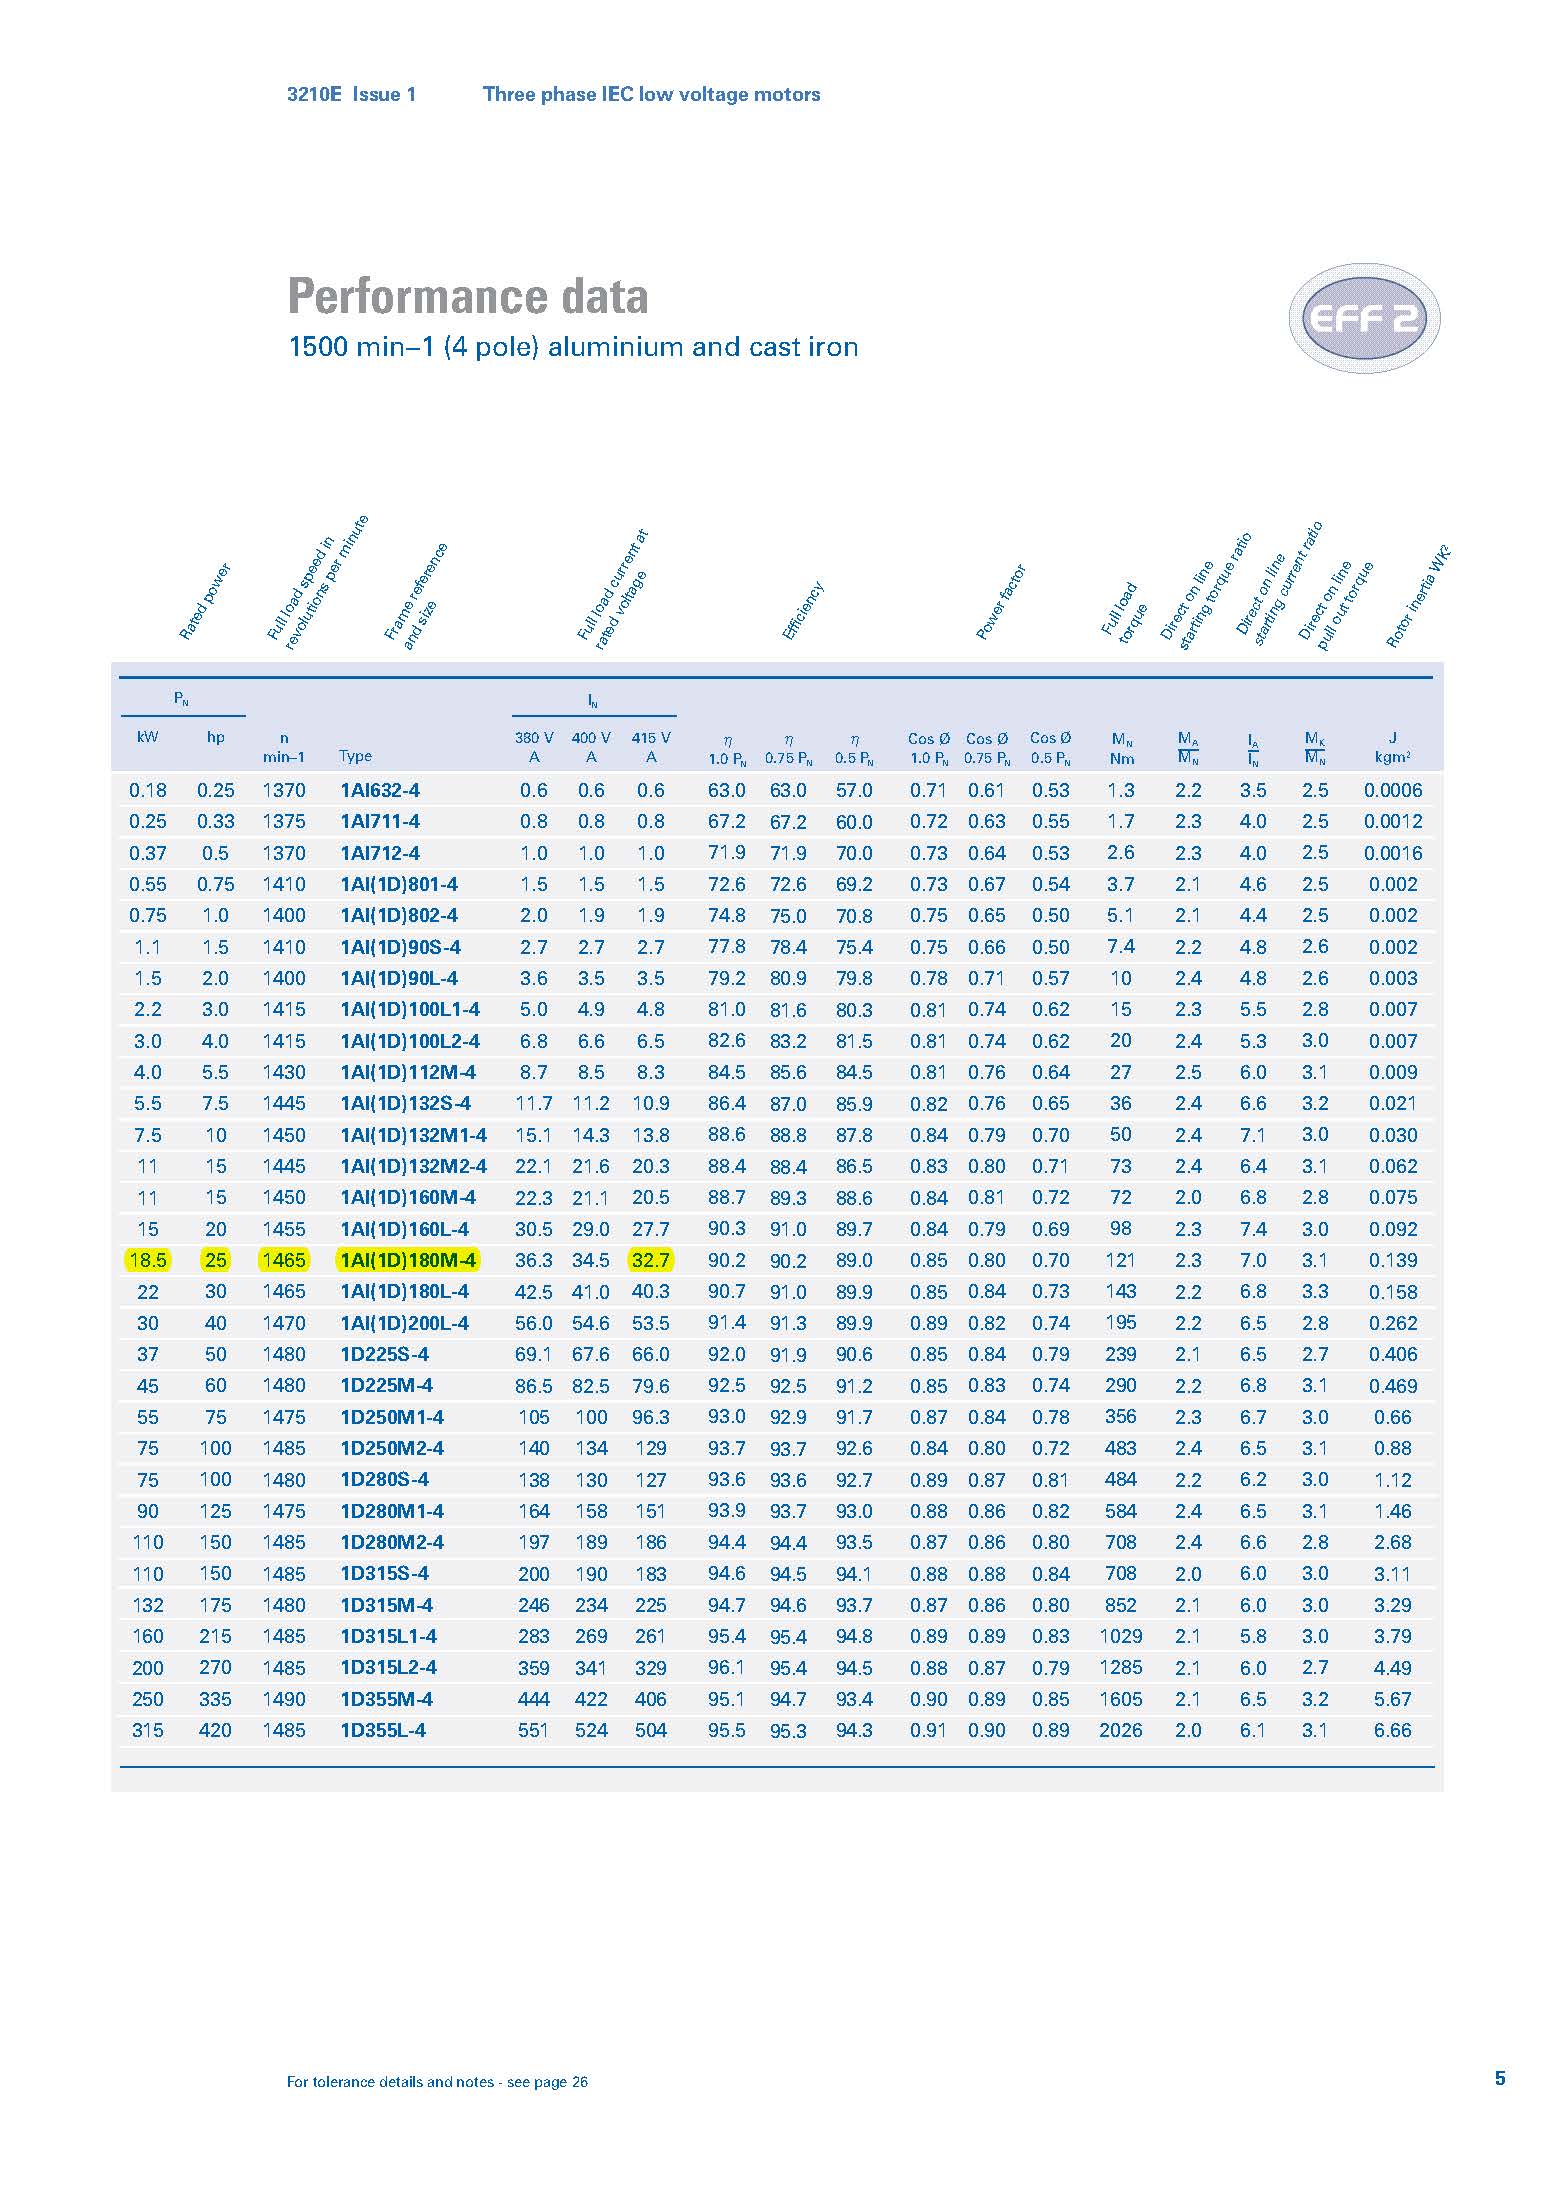 3210E Issue 1 Three phase IEC low voltage motors
Performance data
EFF 2
1500 min–1 (4 pole) aluminium and cast iron
Rated power
Full load speed in
revolutions per minute
Frame reference
and size
Full load current at
rated voltage
Efficiency
Power factor
Full load
torque
Direct on line
starting torque ratio
Direct on line
starting current ratio
Direct on line
pull out torque
Rotor inertia WK²
PN IN
kW hp n 380 V 400 V 415 V η η η Cos Ø Cos Ø Cos Ø MN MA/MN IA/IN MK/MN J
min–1 Type A A A 1.0 PN 0.75 PN 0.5 PN 1.0 PN 0.75 PN 0.5 PN Nm kgm²
0.18 0.25 1370 1AI632-4 0.6 0.6 0.6 63.0 63.0 57.0 0.71 0.61 0.53 1.3 2.2 3.5 2.5 0.0006
0.25 0.33 1375 1AI711-4 0.8 0.8 0.8 67.2 67.2 60.0 0.72 0.63 0.55 1.7 2.3 4.0 2.5 0.0012
0.37 0.5 1370 1AI712-4 1.0 1.0 1.0 71.9 71.9 70.0 0.73 0.64 0.53 2.6 2.3 4.0 2.5 0.0016
0.55 0.75 1410 1AI(1D)801-4 1.5 1.5 1.5 72.6 72.6 69.2 0.73 0.67 0.54 3.7 2.1 4.6 2.5 0.002
0.75 1.0 1400 1AI(1D)802-4 2.0 1.9 1.9 74.8 75.0 70.8 0.75 0.65 0.50 5.1 2.1 4.4 2.5 0.002
1.1 1.5 1410 1AI(1D)90S-4 2.7 2.7 2.7 77.8 78.4 75.4 0.75 0.66 0.50 7.4 2.2 4.8 2.6 0.002
1.5 2.0 1400 1AI(1D)90L-4 3.6 3.5 3.5 79.2 80.9 79.8 0.78 0.71 0.57 10 2.4 4.8 2.6 0.003
2.2 3.0 1415 1AI(1D)100L1-4 5.0 4.9 4.8 81.0 81.6 80.3 0.81 0.74 0.62 15 2.3 5.5 2.8 0.007
3.0 4.0 1415 1AI(1D)100L2-4 6.8 6.6 6.5 82.6 83.2 81.5 0.81 0.74 0.62 20 2.4 5.3 3.0 0.007
4.0 5.5 1430 1AI(1D)112M-4 8.7 8.5 8.3 84.5 85.6 84.5 0.81 0.76 0.64 27 2.5 6.0 3.1 0.009
5.5 7.5 1445 1AI(1D)132S-4 11.7 11.2 10.9 86.4 87.0 85.9 0.82 0.76 0.65 36 2.4 6.6 3.2 0.021
7.5 10 1450 1AI(1D)132M1-4 15.1 14.3 13.8 88.6 88.8 87.8 0.84 0.79 0.70 50 2.4 7.1 3.0 0.030
11 15 1445 1AI(1D)132M2-4 22.1 21.6 20.3 88.4 88.4 86.5 0.83 0.80 0.71 73 2.4 6.4 3.1 0.062
11 15 1450 1AI(1D)160M-4 22.3 21.1 20.5 88.7 89.3 88.6 0.84 0.81 0.72 72 2.0 6.8 2.8 0.075
15 20 1455 1AI(1D)160L-4 30.5 29.0 27.7 90.3 91.0 89.7 0.84 0.79 0.69 98 2.3 7.4 3.0 0.092
18.5 25 1465 1AI(1D)180M-4 36.3 34.5 32.7 90.2 90.2 89.0 0.85 0.80 0.70 121 2.3 7.0 3.1 0.139
22 30 1465 1AI(1D)180L-4 42.5 41.0 40.3 90.7 91.0 89.9 0.85 0.84 0.73 143 2.2 6.8 3.3 0.158
30 40 1470 1AI(1D)200L-4 56.0 54.6 53.5 91.4 91.3 89.9 0.89 0.82 0.74 195 2.2 6.5 2.8 0.262
37 50 1480 1D225S-4 69.1 67.6 66.0 92.0 91.9 90.6 0.85 0.84 0.79 239 2.1 6.5 2.7 0.406
45 60 1480 1D225M-4 86.5 82.5 79.6 92.5 92.5 91.2 0.85 0.83 0.74 290 2.2 6.8 3.1 0.469
55 75 1475 1D250M1-4 105 100 96.3 93.0 92.9 91.7 0.87 0.84 0.78 356 2.3 6.7 3.0 0.66
75 100 1485 1D250M2-4 140 134 129 93.7 93.7 92.6 0.84 0.80 0.72 483 2.4 6.5 3.1 0.88
75 100 1480 1D280S-4 138 130 127 93.6 93.6 92.7 0.89 0.87 0.81 484 2.2 6.2 3.0 1.12
90 125 1475 1D280M1-4 164 158 151 93.9 93.7 93.0 0.88 0.86 0.82 584 2.4 6.5 3.1 1.46
110 150 1485 1D280M2-4 197 189 186 94.4 94.4 93.5 0.87 0.86 0.80 708 2.4 6.6 2.8 2.68
110 150 1485 1D315S-4 200 190 183 94.6 94.5 94.1 0.88 0.88 0.84 708 2.0 6.0 3.0 3.11
132 175 1480 1D315M-4 246 234 225 94.7 94.6 93.7 0.87 0.86 0.80 852 2.1 6.0 3.0 3.29
160 215 1485 1D315L1-4 283 269 261 95.4 95.4 94.8 0.89 0.89 0.83 1029 2.1 5.8 3.0 3.79
200 270 1485 1D315L2-4 359 341 329 96.1 95.4 94.5 0.88 0.87 0.79 1285 2.1 6.0 2.7 4.49
250 335 1490 1D355M-4 444 422 406 95.1 94.7 93.4 0.90 0.89 0.85 1605 2.1 6.5 3.2 5.67
315 420 1485 1D355L-4 551 524 504 95.5 95.3 94.3 0.91 0.90 0.89 2026 2.0 6.1 3.1 6.66
For tolerance details and notes - see page 26
5